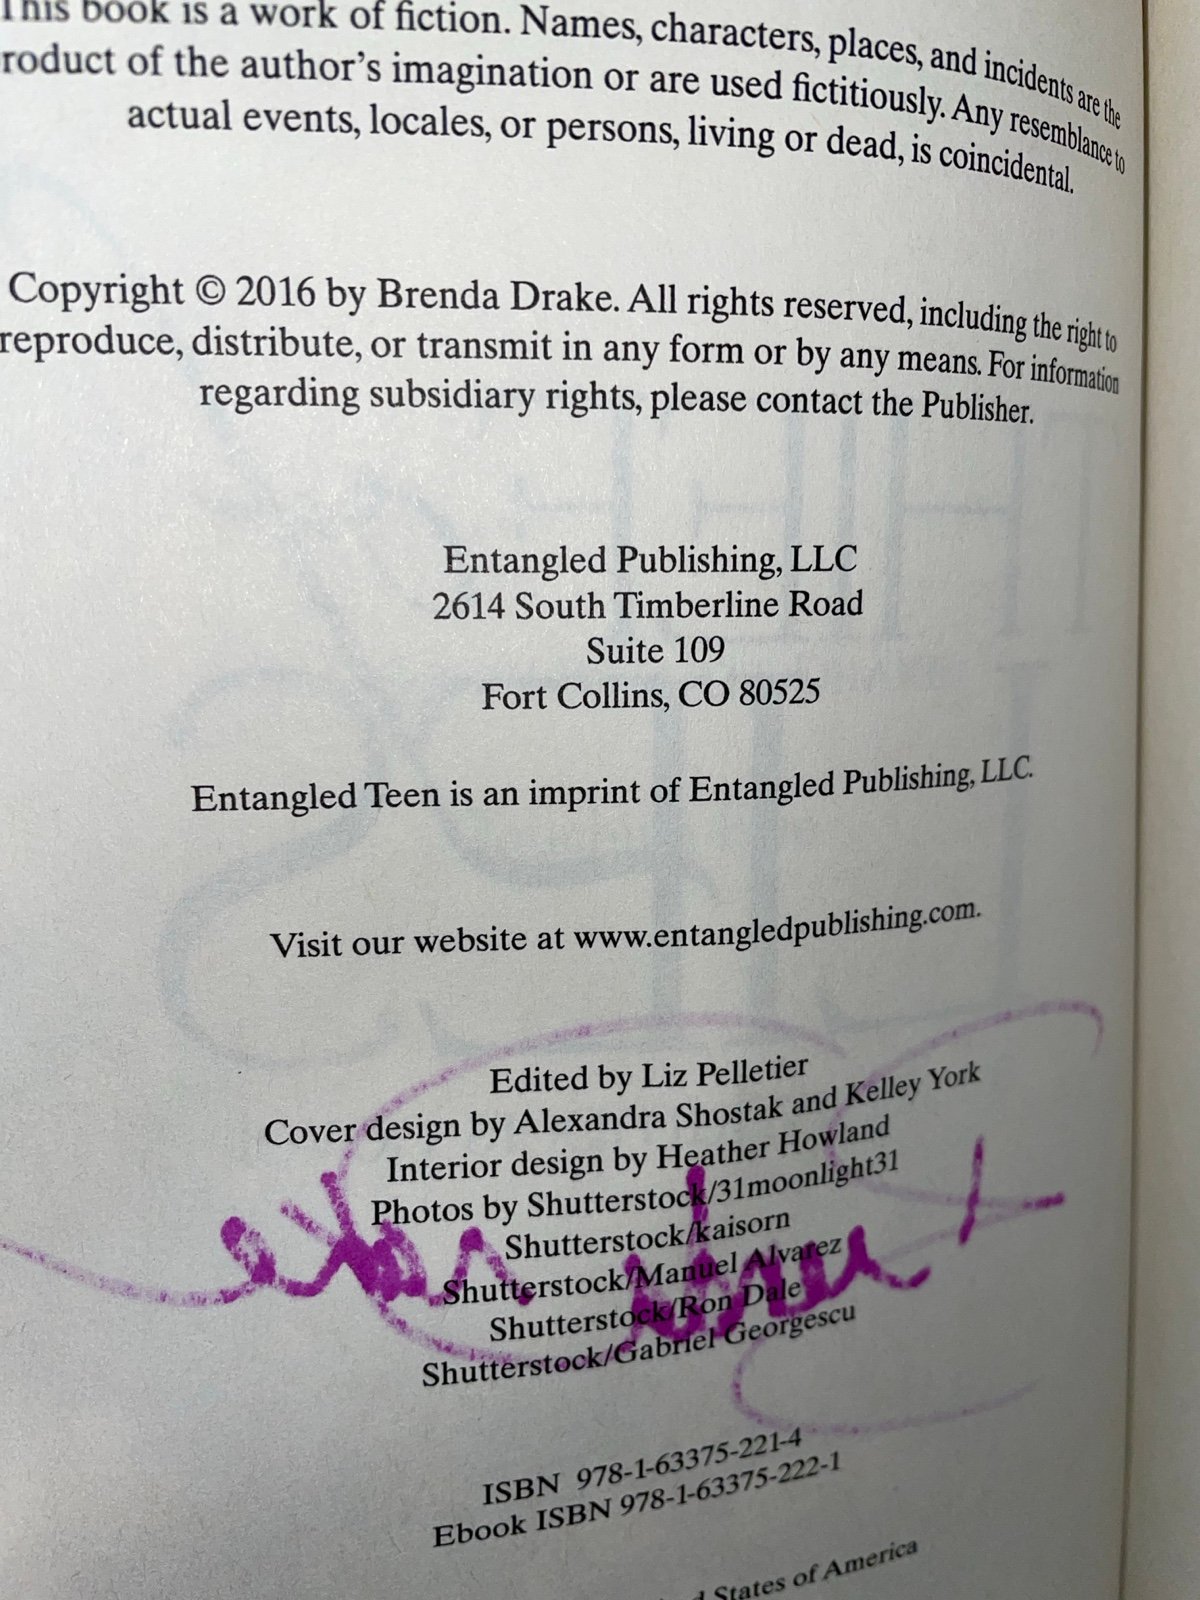 This book is a work of fiction. Names, characters, places, and incidents are the
roduct of the author's imagination or are used fictitiously. Any resemblance to
actual events, locales, or persons, living or dead, is coincidental.
Copyright © 2016 by Brenda Drake. All rights reserved, including the right to
reproduce, distribute, or transmit in any form or by any means. For information
regarding subsidiary rights, please contact the Publisher.
Entangled Publishing, LLC
2614 South Timberline Road
Suite 109
Fort Collins, CO 80525
Entangled Teen is an imprint of Entangled Publishing, LLC.
Visit our website at www.entangledpublishing.com.
Edited by Liz Pelletier
Cover design by Alexandra Shostak and Kelley York
Interior design by Heather Howland
Photos by Shutterstock/31moonlight31
Shutterstock/kaisorn
Shutterstock/Manuel Alvarez
Shutterstock/Ron Dale
Shutterstock/Gabriel Georgescu
ISBN 978-1-63375-221-4
Ebook ISBN 978-1-63375-222-1
States of America